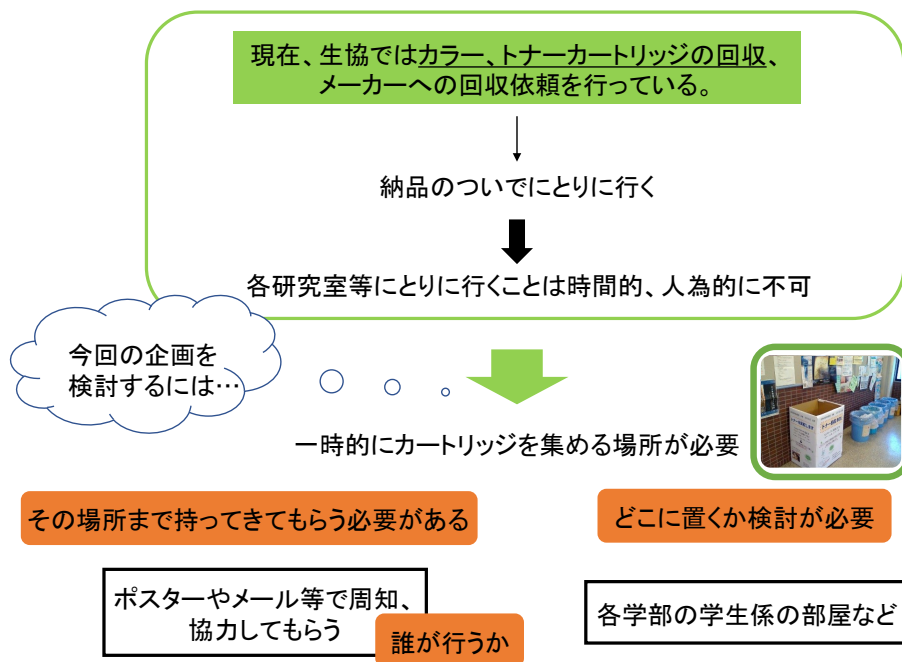 現在、生協ではカラー、トナーカートリッジの回収、
メーカーへの回収依頼を行っている。
納品のついでにとりに行く
各研究室等にとりに行くことは時間的、人為的に不可
今回の企画を
検討するには…
一時的にカートリッジを集める場所が必要
その場所まで持ってきてもらう必要がある
どこに置くか検討が必要
ポスターやメール等で周知、
協力してもらう
誰が行うか
各学部の学生係の部屋など